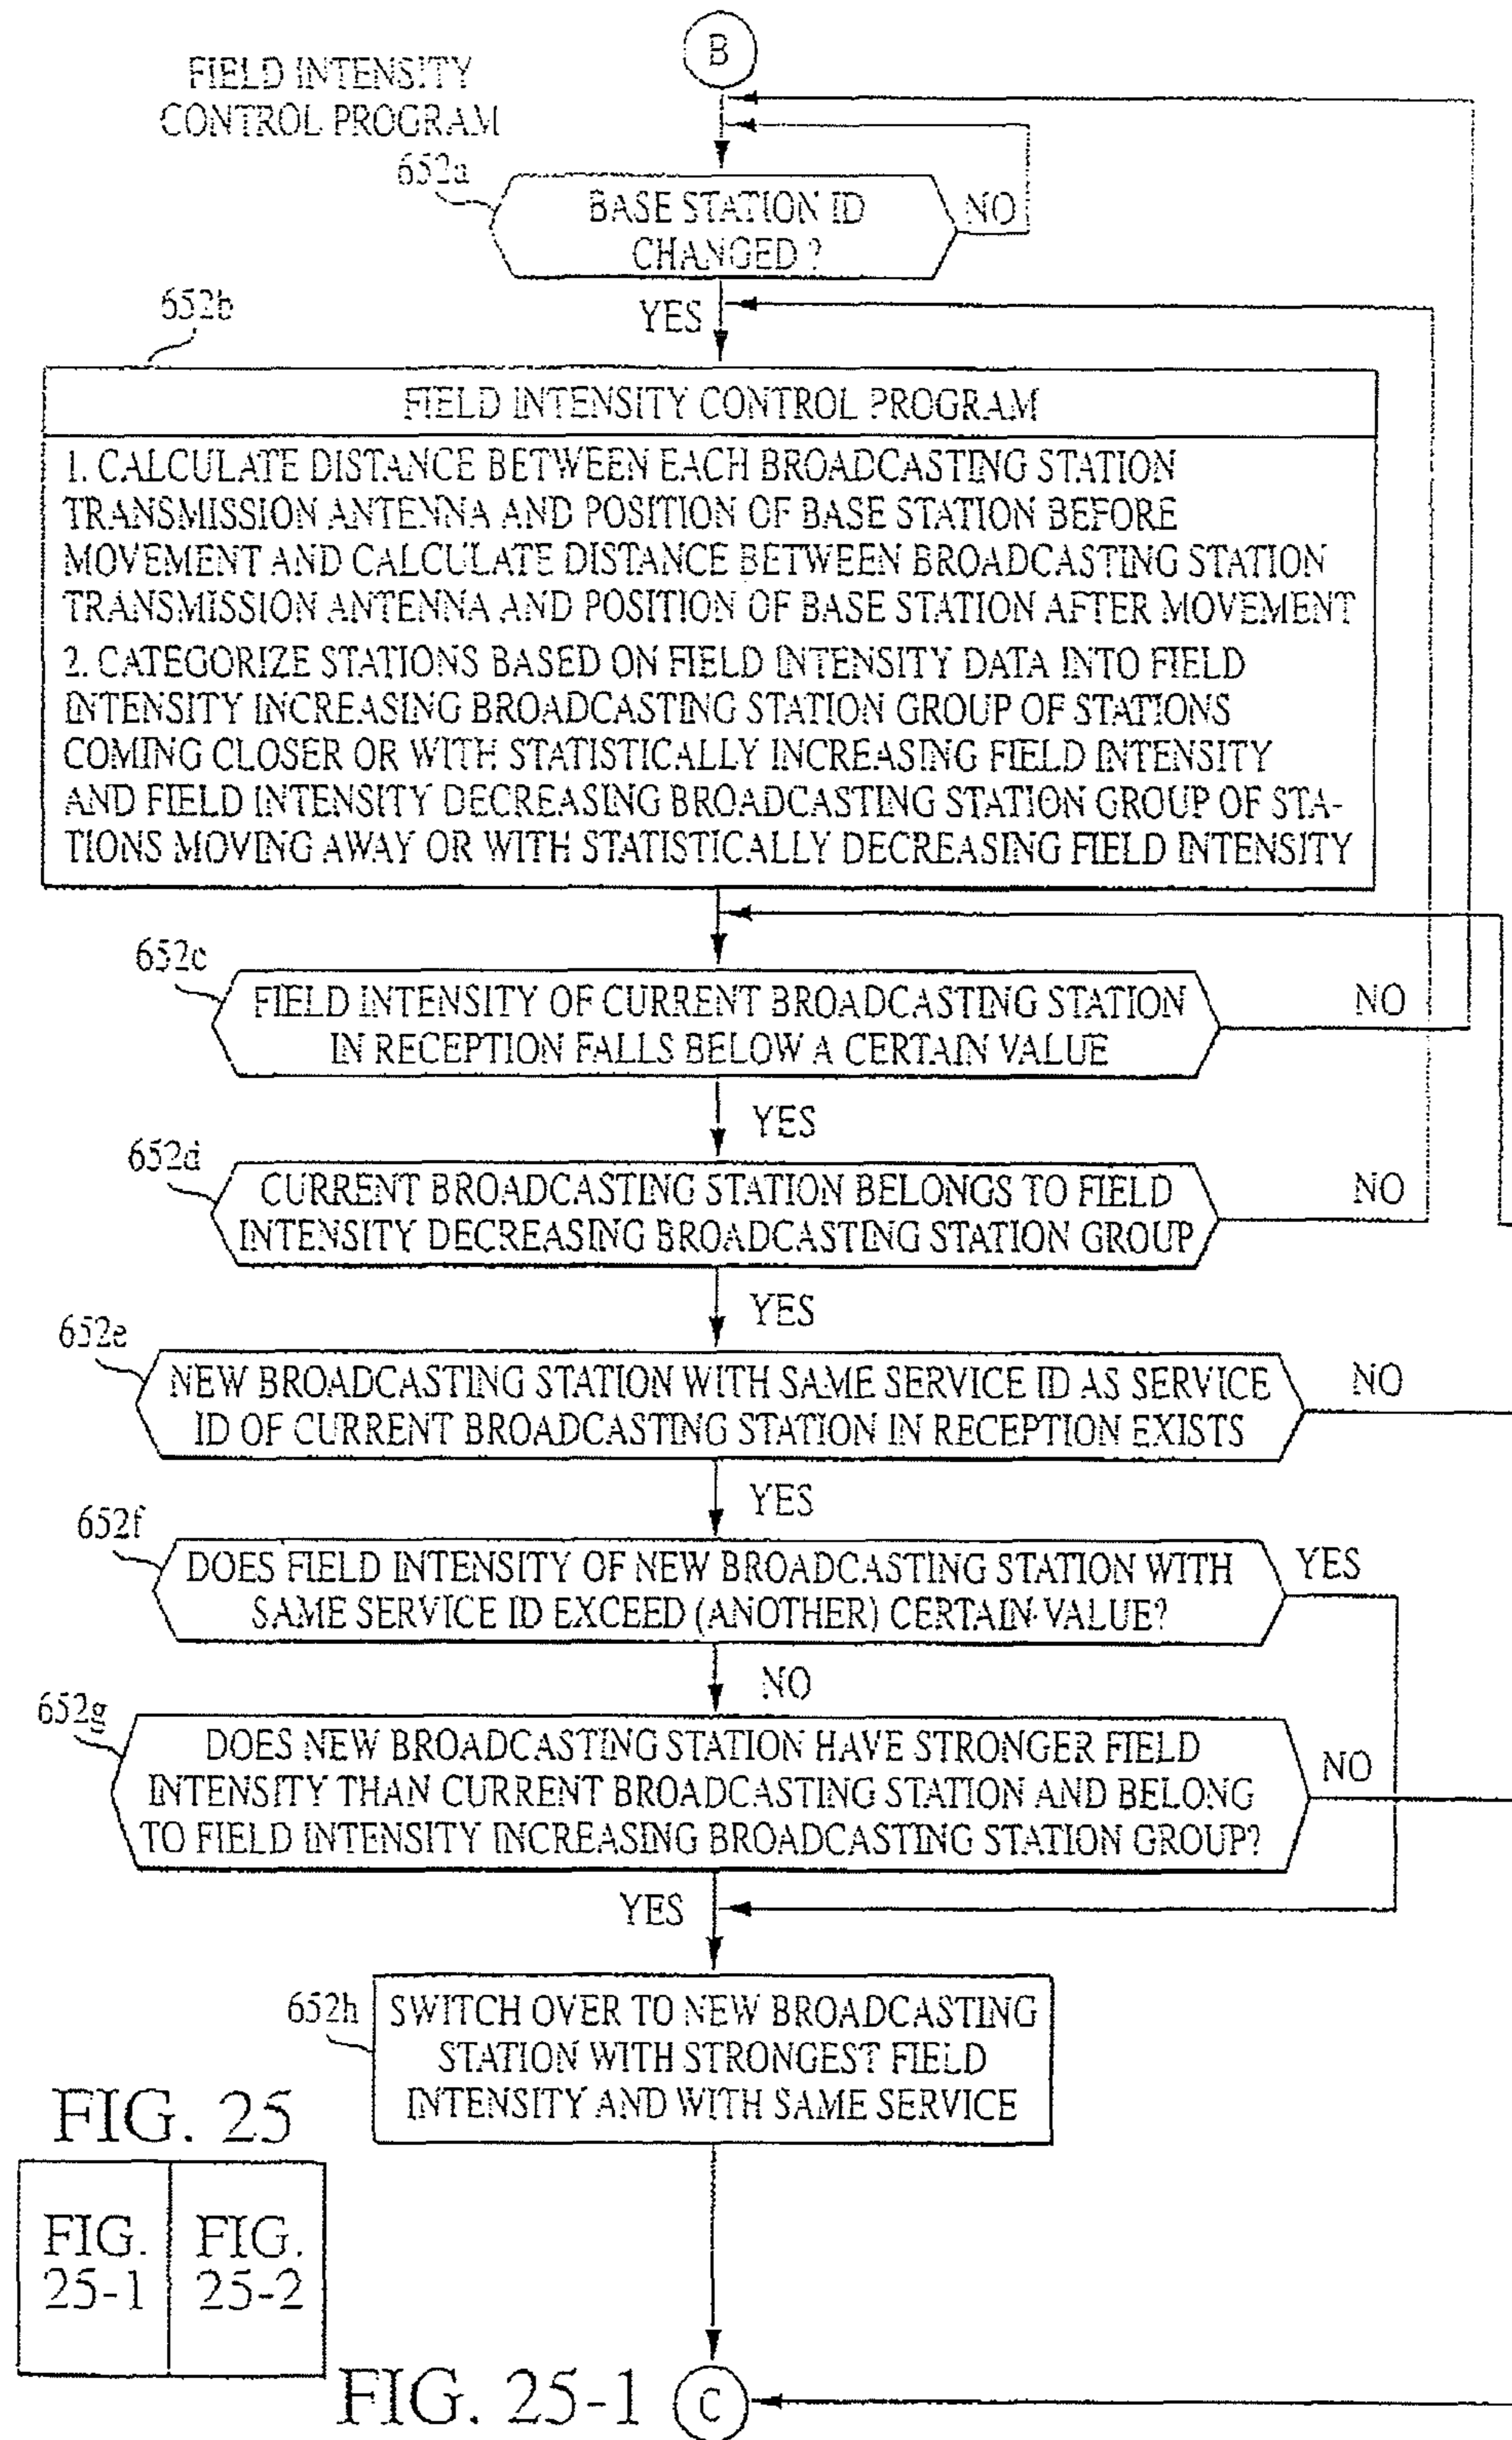 B
FIELD INTENSITY
CONTROL PROGRAM
652a
BASE STATION ID
CHANGED ?
NO
YES
652b
FIELD INTENSITY CONTROL PROGRAM
1. CALCULATE DISTANCE BETWEEN EACH BROADCASTING STATION
TRANSMISSION ANTENNA AND POSITION OF BASE STATION BEFORE
MOVEMENT AND CALCULATE DISTANCE BETWEEN BROADCASTING STATION
TRANSMISSION ANTENNA AND POSITION OF BASE STATION AFTER MOVEMENT
2. CATEGORIZE STATIONS BASED ON FIELD INTENSITY DATA INTO FIELD
INTENSITY INCREASING BROADCASTING STATION GROUP OF STATIONS
COMING CLOSER OR WITH STATISTICALLY INCREASING FIELD INTENSITY
AND FIELD INTENSITY DECREASING BROADCASTING STATION GROUP OF STA-
TIONS MOVING AWAY OR WITH STATISTICALLY DECREASING FIELD INTENSITY
652c
FIELD INTENSITY OF CURRENT BROADCASTING STATION
IN RECEPTION FALLS BELOW A CERTAIN VALUE
NO
YES
652d
CURRENT BROADCASTING STATION BELONGS TO FIELD
INTENSITY DECREASING BROADCASTING STATION GROUP
NO
YES
652e
NEW BROADCASTING STATION WITH SAME SERVICE ID AS SERVICE
ID OF CURRENT BROADCASTING STATION IN RECEPTION EXISTS
NO
YES
652f
DOES FIELD INTENSITY OF NEW BROADCASTING STATION WITH
SAME SERVICE ID EXCEED (ANOTHER) CERTAIN VALUE?
YES
NO
652g
DOES NEW BROADCASTING STATION HAVE STRONGER FIELD
INTENSITY THAN CURRENT BROADCASTING STATION AND BELONG
TO FIELD INTENSITY INCREASING BROADCASTING STATION GROUP?
NO
YES
652h
SWITCH OVER TO NEW BROADCASTING
STATION WITH STRONGEST FIELD
INTENSITY AND WITH SAME SERVICE
FIG. 25
FIG.
25-1
FIG.
25-2
FIG. 25-1
C